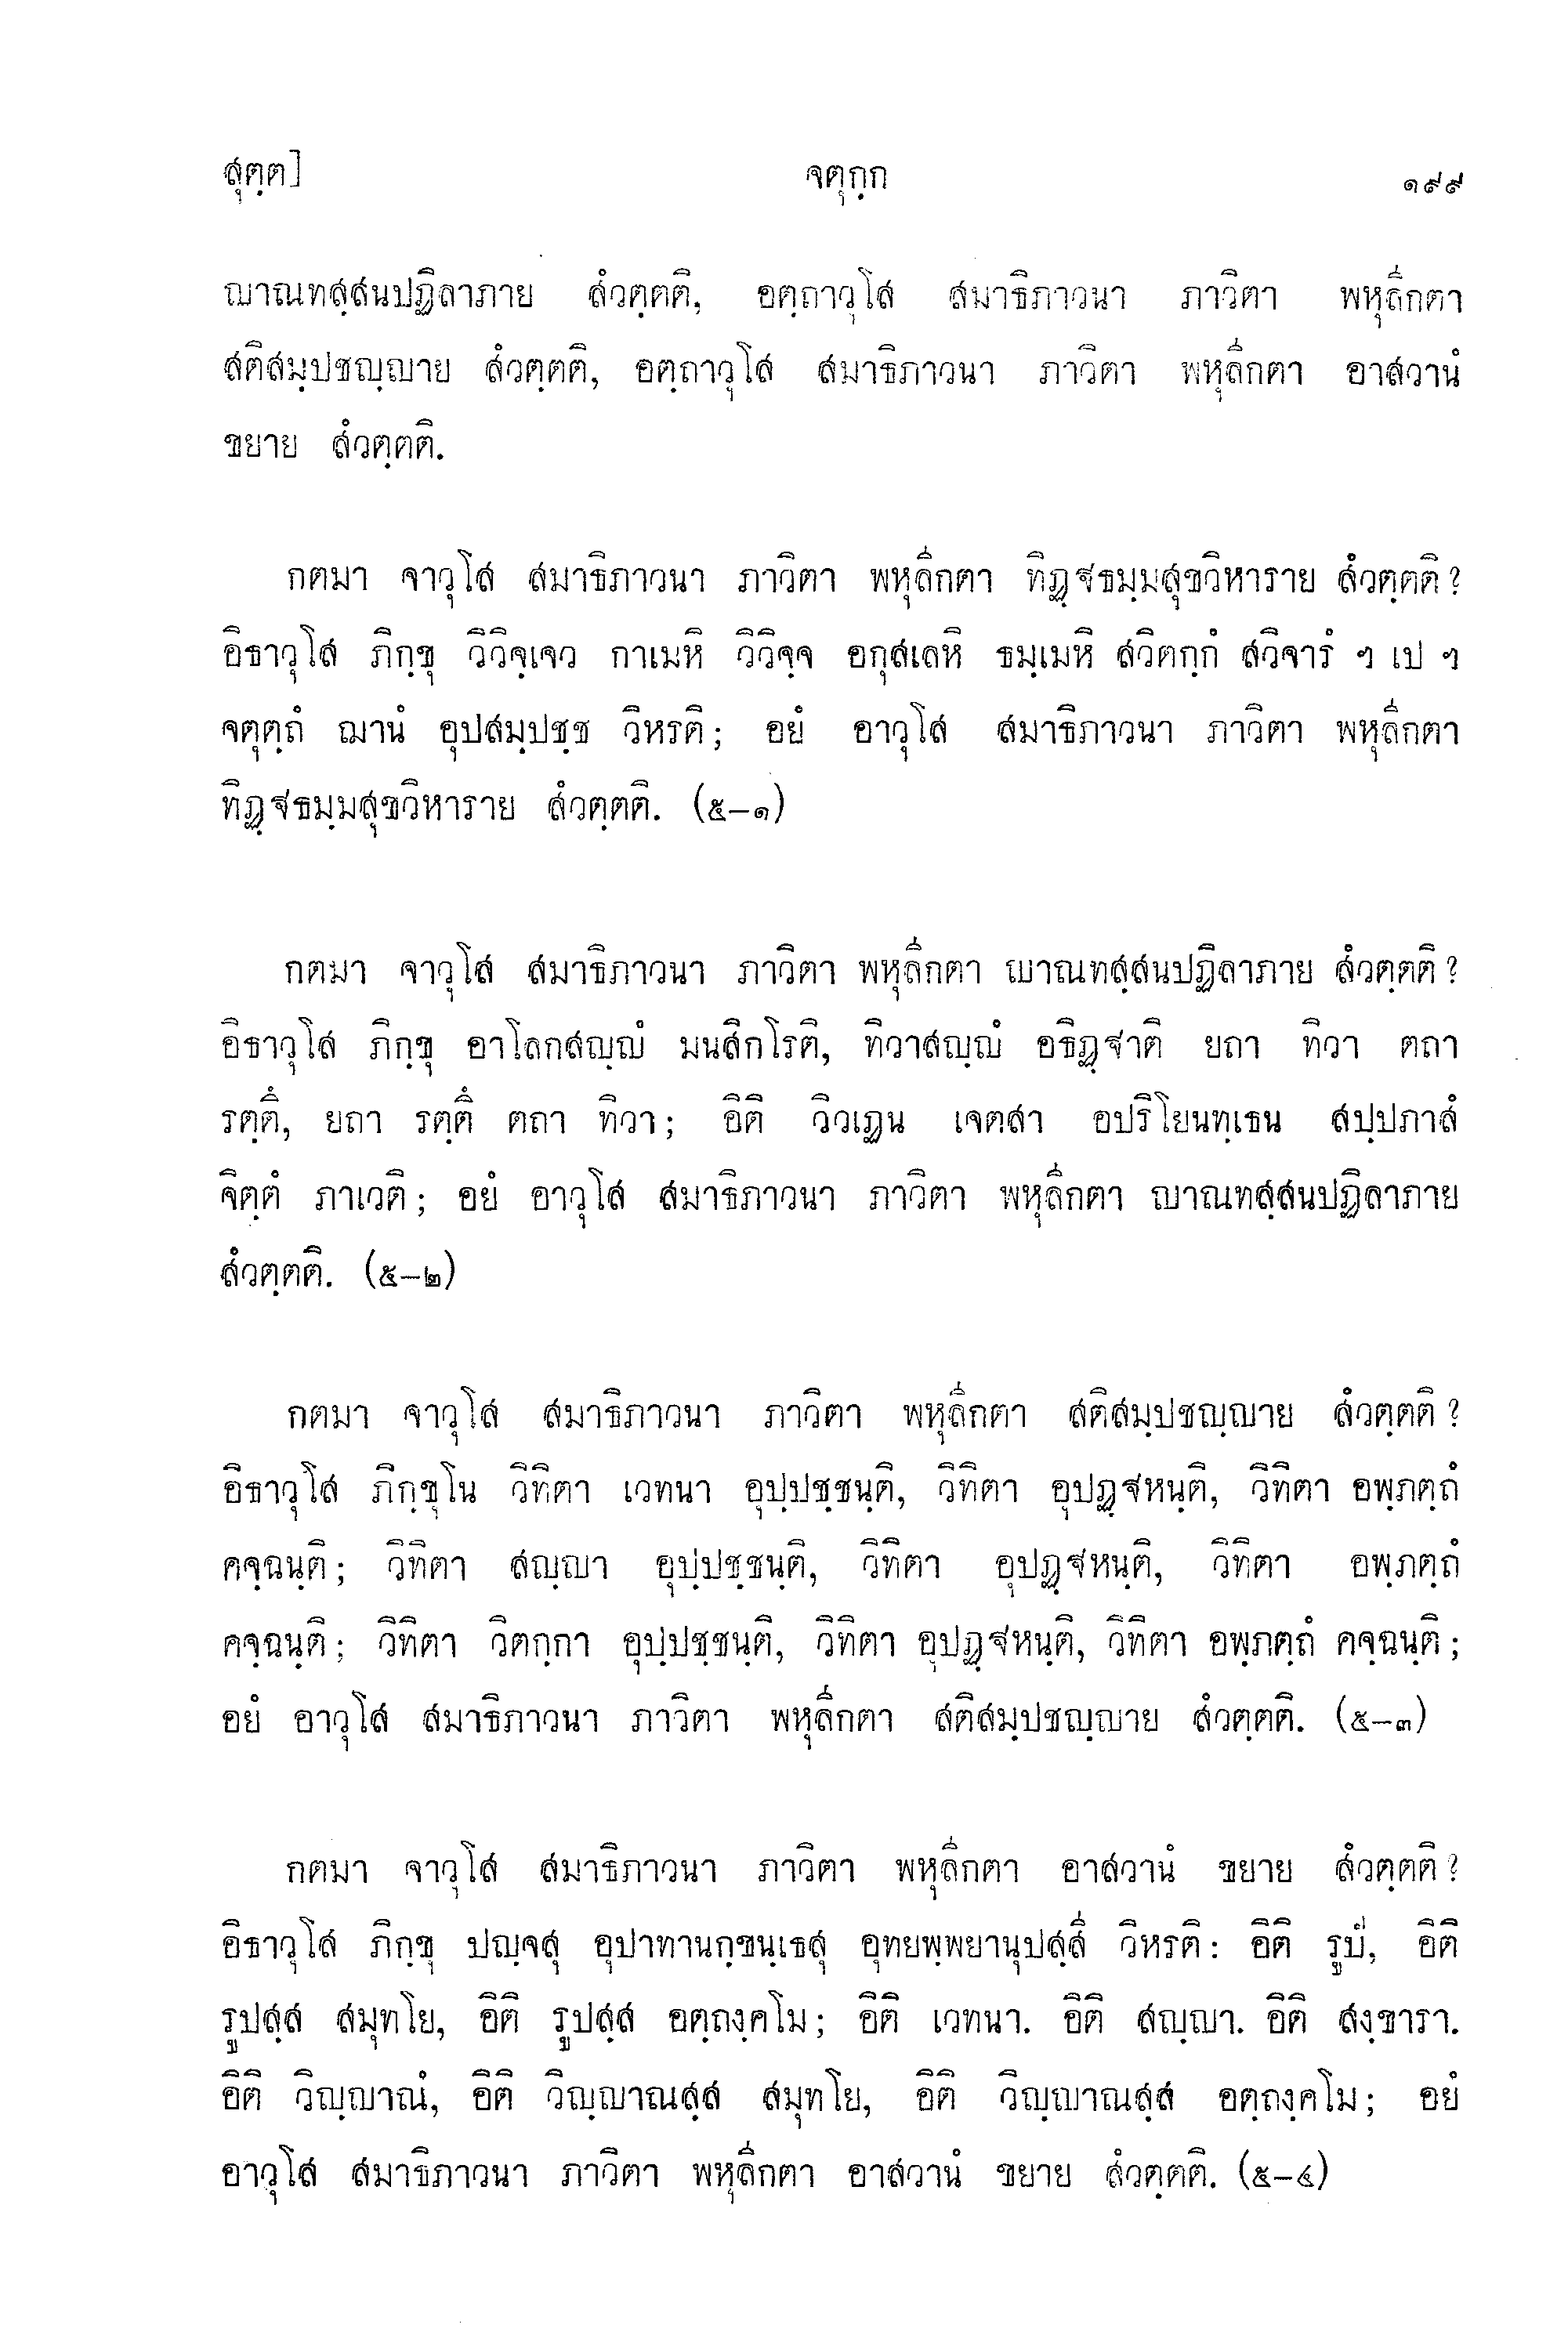 สุตฺต] จตุกฺก ๑๙๙
ญาณทสฺสนปฏิลาภาย สํวตฺตติ, อตฺถาวุโส สมาธิภาวนา ภาวิตา พหุลีกตา
สติสมฺปชญฺญาย สํวตฺตติ, อตฺถาวุโส สมาธิภาวนา ภาวิตา พหุลีกตา อาสวานํ
ขยาย สํวตฺตติ.
กตมา จาวุโส สมาธิภาวนา ภาวิตา พหุลีกตา ทิฏฺฐธมฺมสุขวิหาราย สํวตฺตติ?
อิธาวุโส ภิกฺขุ วิวิจฺเจว กาเมหิ วิวิจฺจ อกุสเลหิ ธมฺเมหิ สวิตกฺกํ สวิจารํ ฯ เป ฯ
จตุตฺถํ ฌานํ อุปสมฺปชฺช วิหรติ; อยํ อาวุโส สมาธิภาวนา ภาวิตา พหุลีกตา
ทิฏฺฐธมฺมสุขวิหาราย สํวตฺตติ. (๕-๑)
กตมา จาวุโส สมาธิภาวนา ภาวิตา พหุลีกตา ญาณทสฺสนปฏิลาภาย สํวตฺตติ?
อิธาวุโส ภิกฺขุ อาโลกสญฺญํ มนสิกโรติ, ทิวาสญฺญํ อธิฏฺฐาติ ยถา ทิวา ตถา
รตฺตึ, ยถา รตฺตึ ตถา ทิวา; อิติ วิวเฏน เจตสา อปริโยนทฺเธน สปฺปภาสํ
จิตฺตํ ภาเวติ; อยํ อาวุโส สมาธิภาวนา ภาวิตา พหุลีกตา ญาณทสฺสนปฏิลาภาย
สํวตฺตติ. (๕-๒)
กตมา จาวุโส สมาธิภาวนา ภาวิตา พหุลีกตา สติสมฺปชญฺญาย สํวตฺตติ?
อิธาวุโส ภิกฺขุโน วิทิตา เวทนา อุปฺปชฺชนฺติ, วิทิตา อุปฏฺฐหนฺติ, วิทิตา อพฺภตฺถํ
คจฺฉนฺติ; วิทิตา สญฺญา อุปฺปชฺชนฺติ, วิทิตา อุปฏฺฐหนฺติ, วิทิตา อพฺภตฺถํ
คจฺฉนฺติ; วิทิตา วิตกฺกา อุปฺปชฺชนฺติ, วิทิตา อุปฏฺฐหนฺติ, วิทิตา อพฺภตฺถํ คจฺฉนฺติ;
อยํ อาวุโส สมาธิภาวนา ภาวิตา พหุลีกตา สติสมฺปชญฺญาย สํวตฺตติ. (๕-๓)
กตมา จาวุโส สมาธิภาวนา ภาวิตา พหุลีกตา อาสวานํ ขยาย สํวตฺตติ?
อิธาวุโส ภิกฺขุ ปญฺจสุ อุปาทานกฺขนฺเธสุ อุทยพฺพยานุปสฺสี วิหรติ: อิติ รูปํ, อิติ
รูปสฺส สมุทโย, อิติ รูปสฺส อตฺถงฺคโม; อิติ เวทนา. อิติ สญฺญา. อิติ สงฺขารา.
อิติ วิญฺญาณํ, อิติ วิญฺญาณสฺส สมุทโย, อิติ วิญฺญาณสฺส อตฺถงฺคโม; อยํ
อาวุโส สมาธิภาวนา ภาวิตา พหุลีกตา อาสวานํ ขยาย สํวตฺตติ. (๕-๔)